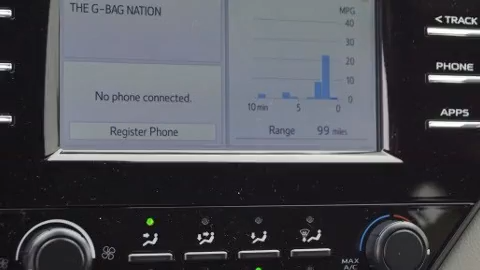 THE G-BAG NATION
MPG
40
30
20
10
0
10 min 5 0
No phone connected.
Register Phone
Range 99 miles
< TRACK
PHONE
APPS
MAX
A/C